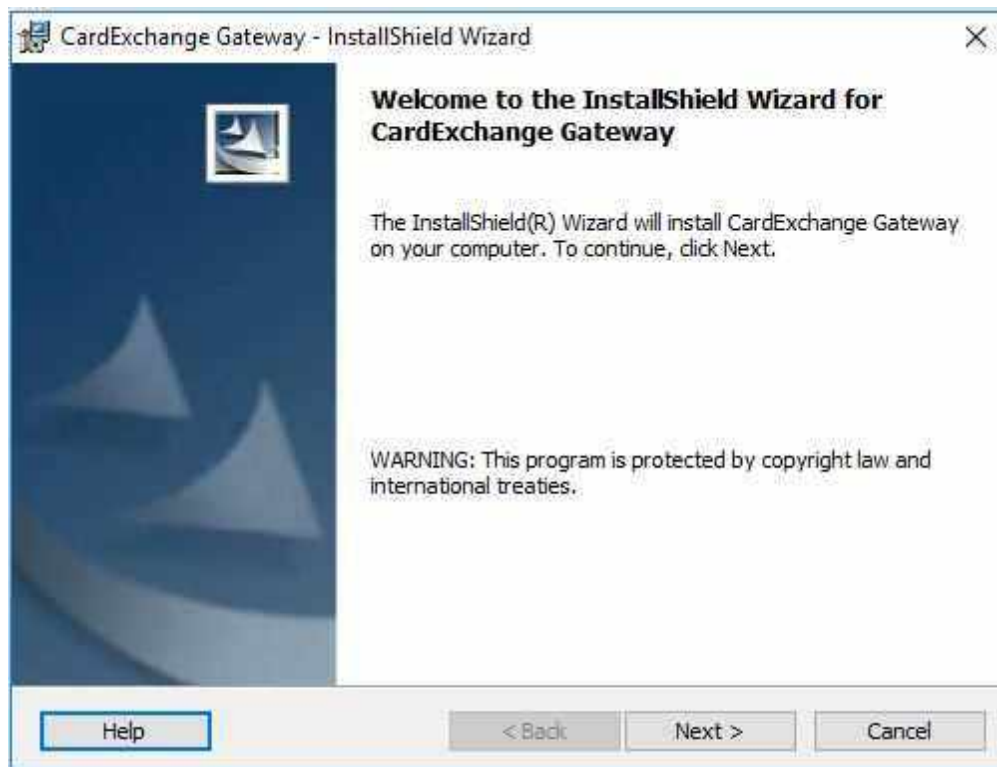 CardExchange Gateway - InstallShield Wizard
Welcome to the InstallShield Wizard for
CardExchange Gateway
The InstallShield(R) Wizard will install CardExchange Gateway
on your computer. To continue, click Next.
WARNING: This program is protected by copyright law and
international treaties.
Help
< Back
Next >
Cancel